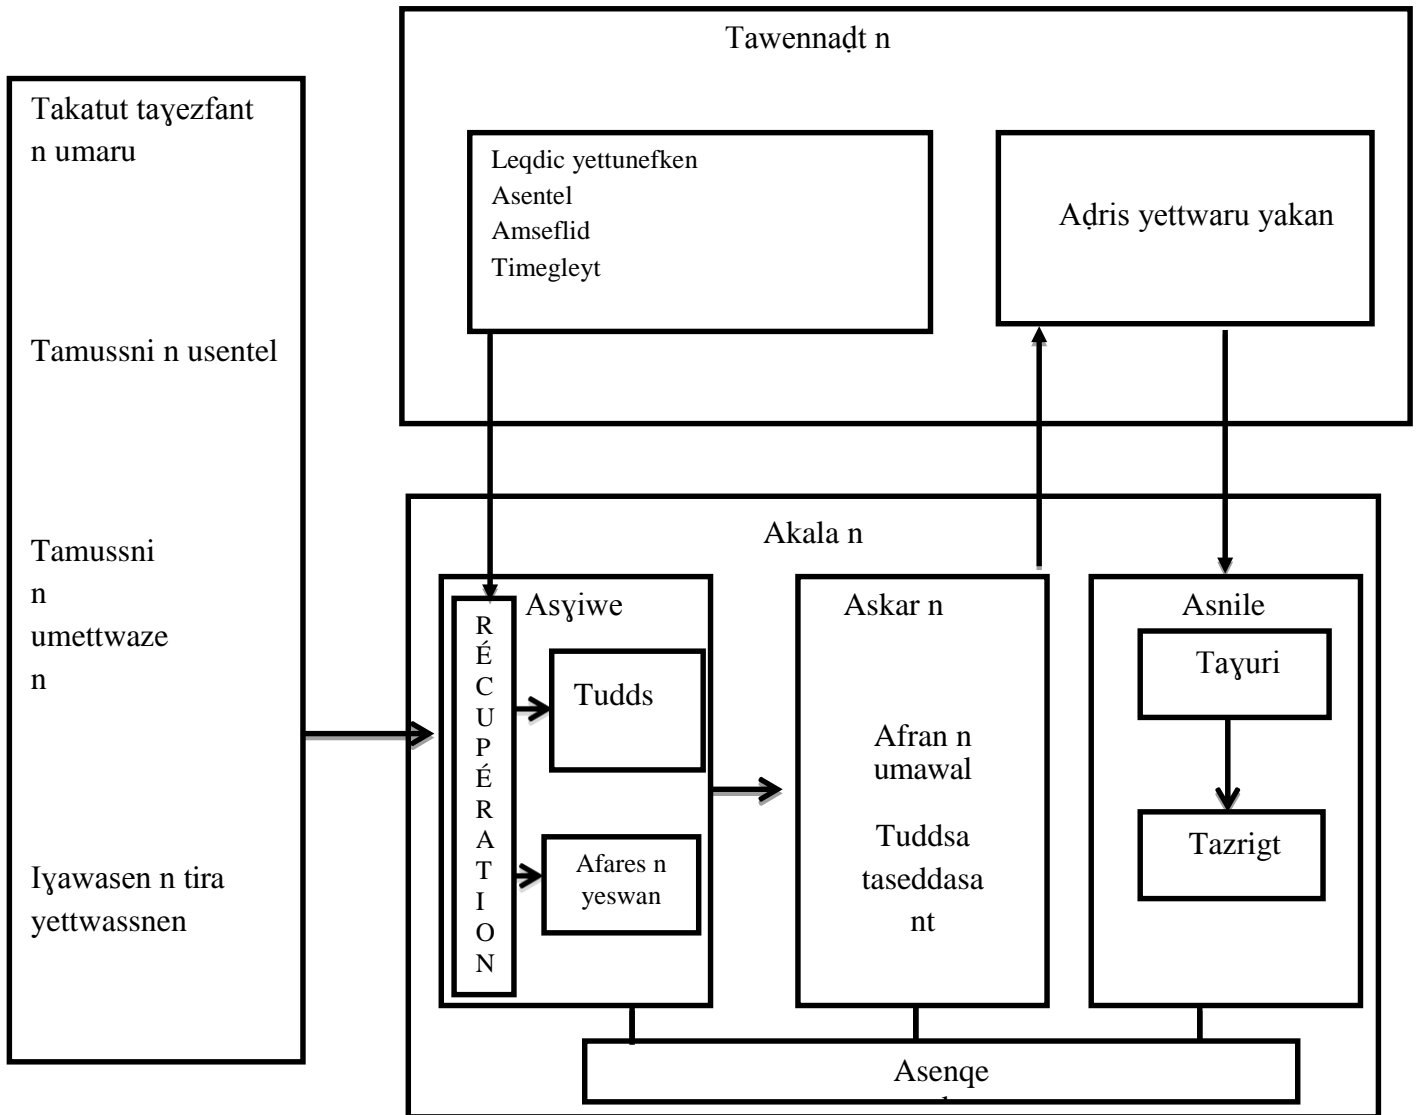 Tawennaḍt n
Takatut taɣezfant
n umaru
Leqdic yettunefken
Asentel
Amseflid
Timegleyt
Aḍris yettwaru yakan
Tamussni n usentel
Tamussni
n
umettwaze
n
Iɣawasen n tira
yettwassnen
Akala n
Asɣiwe
RÉCUPÉRATION
Tudds
Afares n
yeswan
Askar n
Afran n
umawal
Tuddsa
taseddasa
nt
Asnile
Taɣuri
Tazrigt
Asenqe